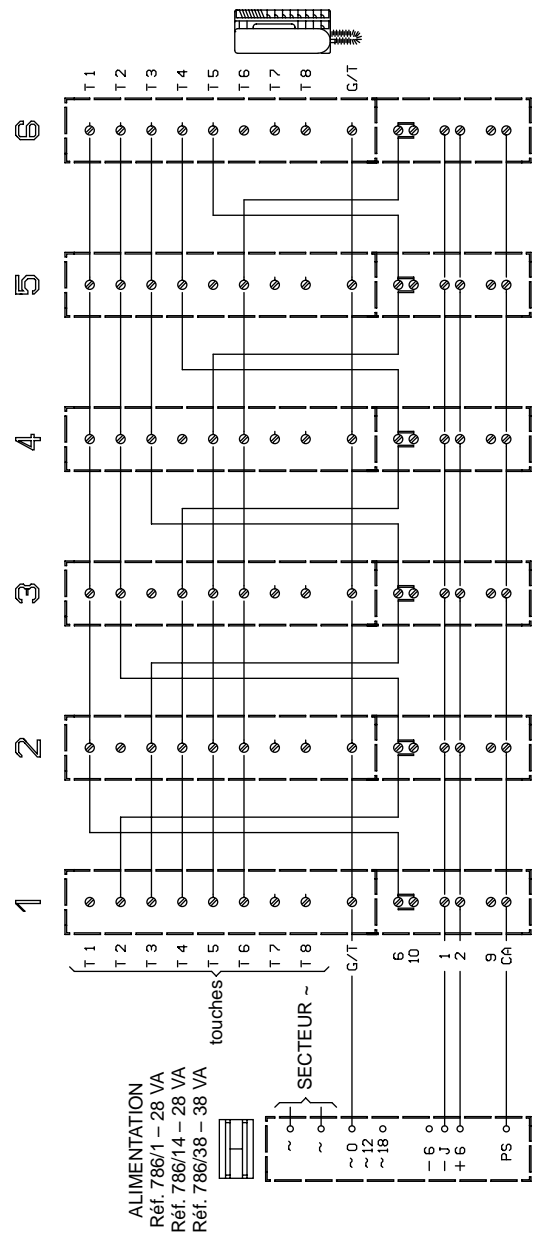 ALIMENTATION
Réf. 786/1 – 28 VA
Réf. 786/14 – 28 VA
Réf. 786/38 – 38 VA
SECTEUR ~
~
~
~ 0
~ 12
~ 18
– 6
– J
+ 6
PS
touches
T 1
T 2
T 3
T 4
T 5
T 6
T 7
T 8
G/T
6
10
1
2
9
CA
1
2
3
4
5
6
T 1
T 2
T 3
T 4
T 5
T 6
T 7
T 8
G/T